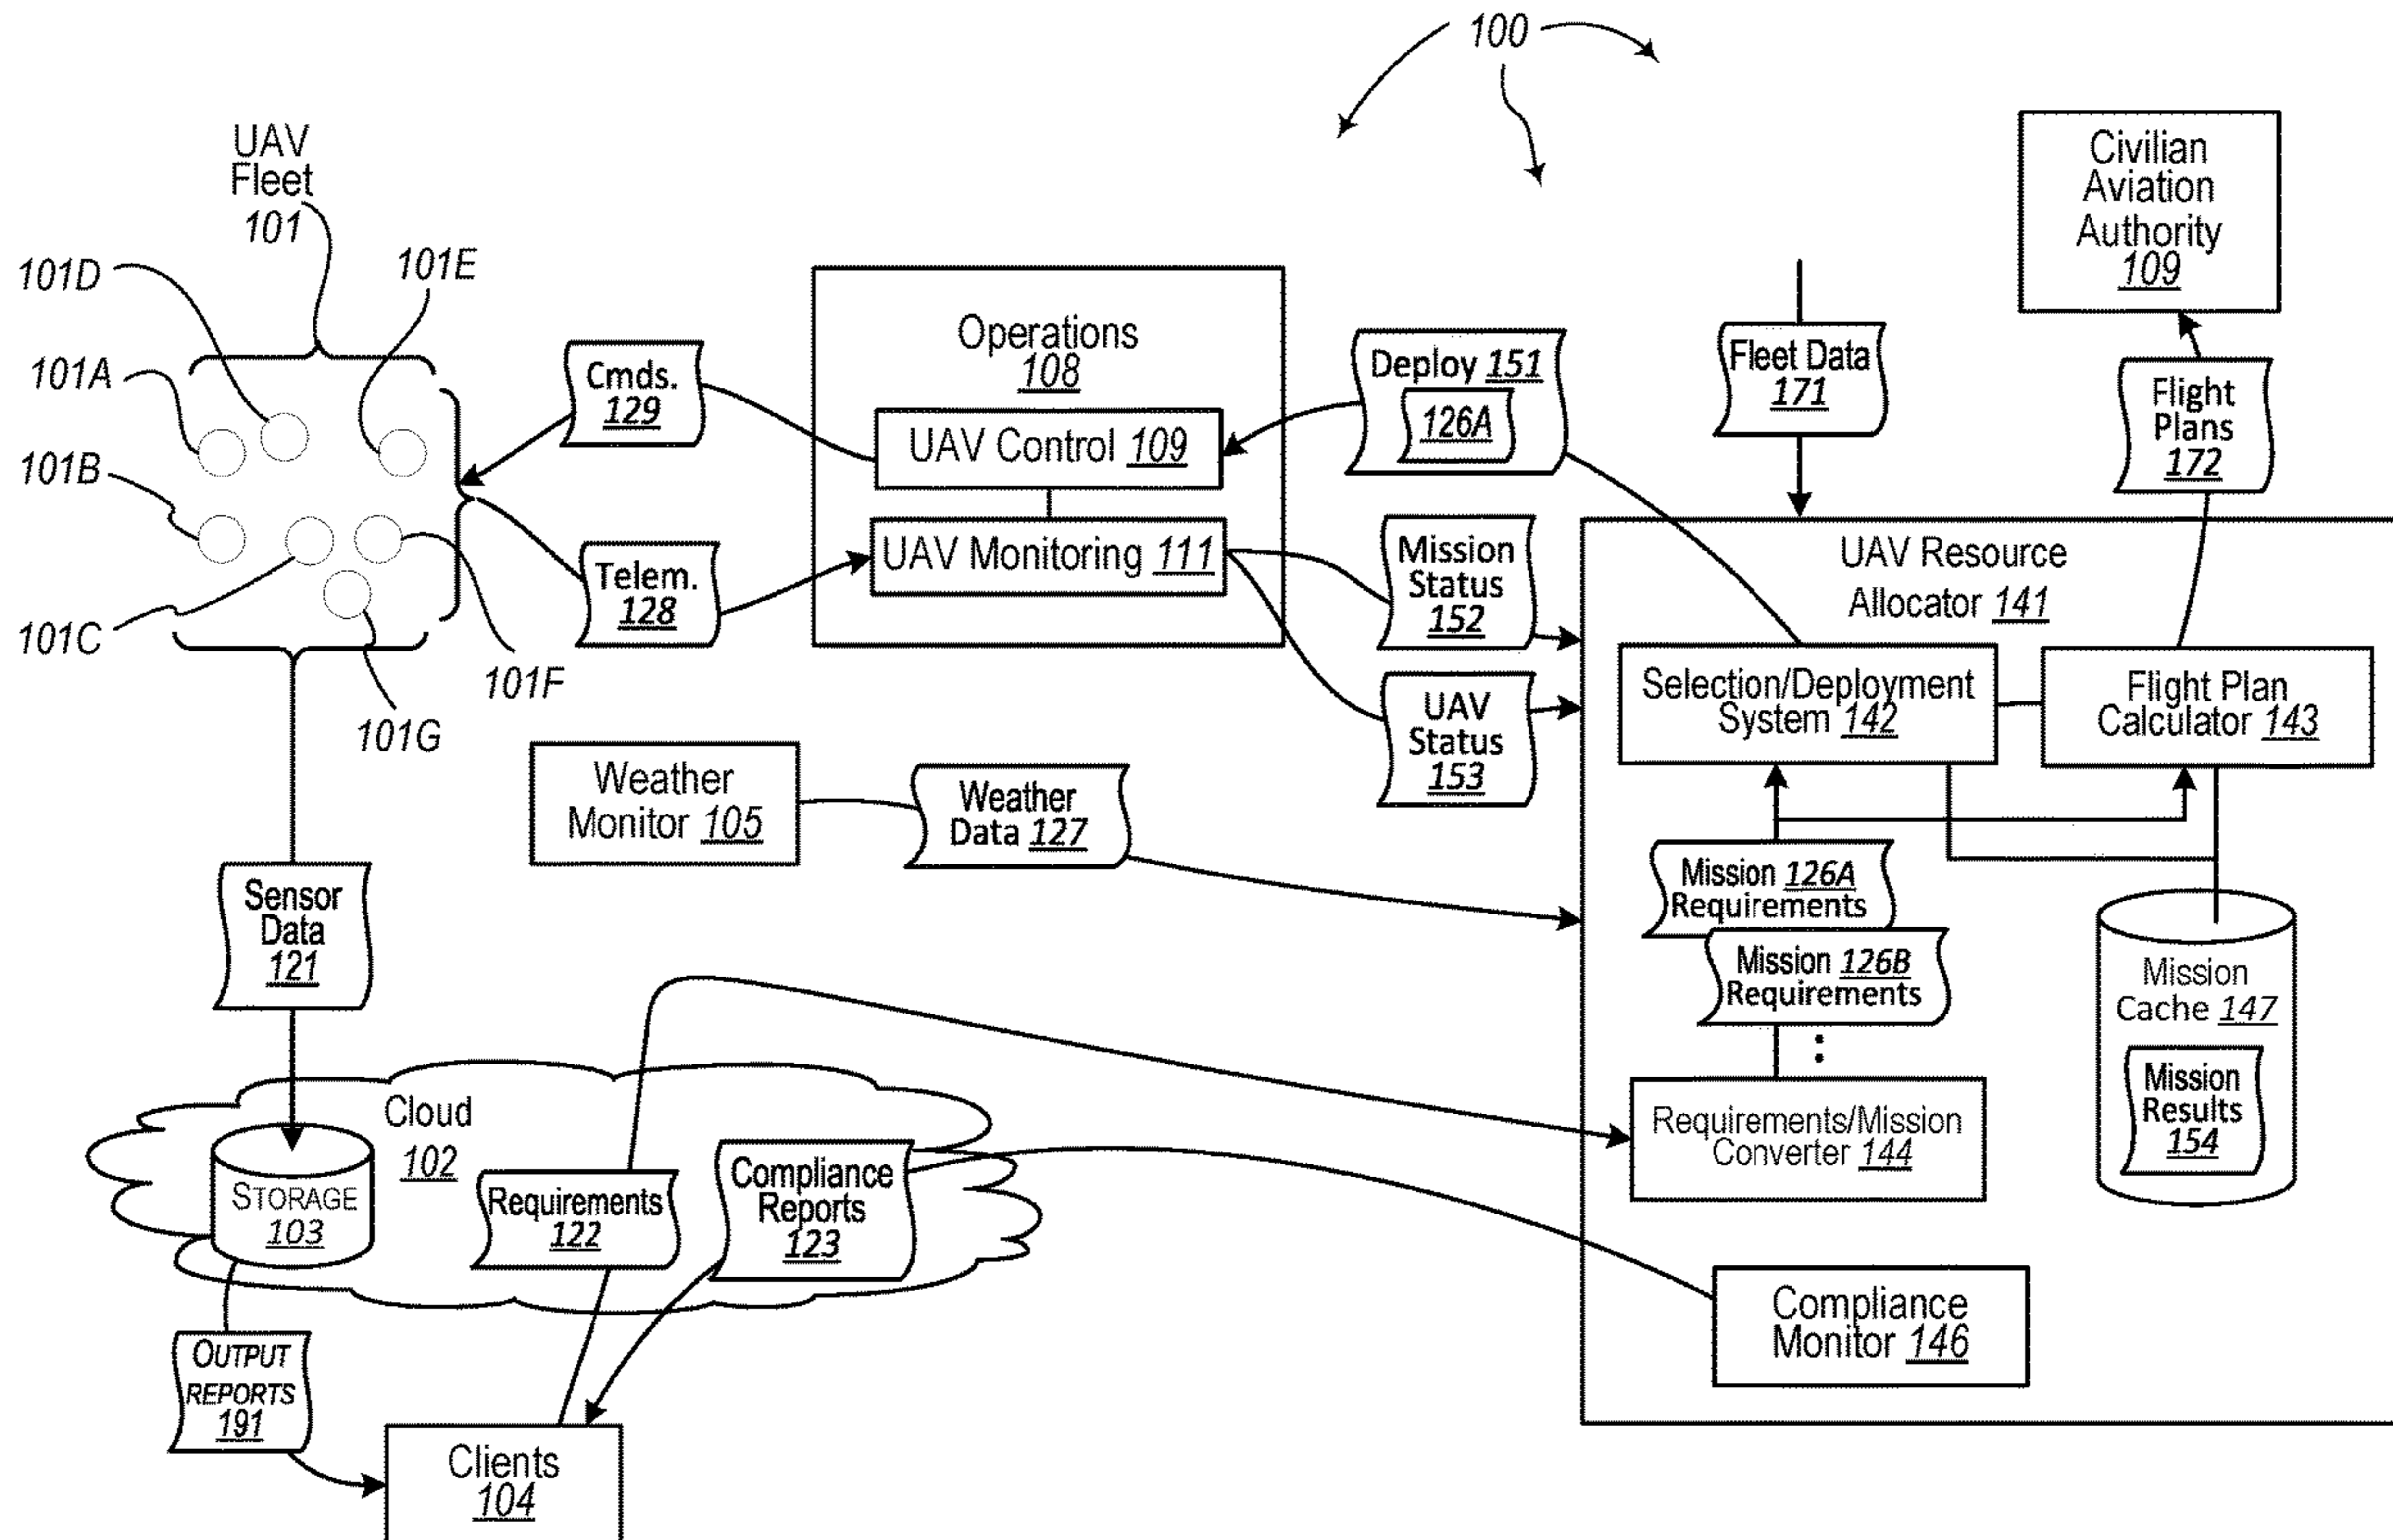 100
UAV
Fleet
101
101D
101E
101A
101B
101C
101F
101G
Cmds.
129
Telem.
128
Operations
108
UAV Control 109
UAV Monitoring 111
Deploy 151
126A
Mission
Status
152
UAV
Status
153
Fleet Data
171
Civilian
Aviation
Authority
109
Flight
Plans
172
UAV Resource
Allocator 141
Selection/Deployment
System 142
Flight Plan
Calculator 143
Weather
Monitor 105
Weather
Data 127
Mission 126A
Requirements
Mission 126B
Requirements
:
Requirements/Mission
Converter 144
Mission
Cache 147
Mission
Results
154
Compliance
Monitor 146
Sensor
Data
121
Cloud
102
STORAGE
103
Requirements
122
Compliance
Reports
123
OUTPUT
REPORTS
191
Clients
104